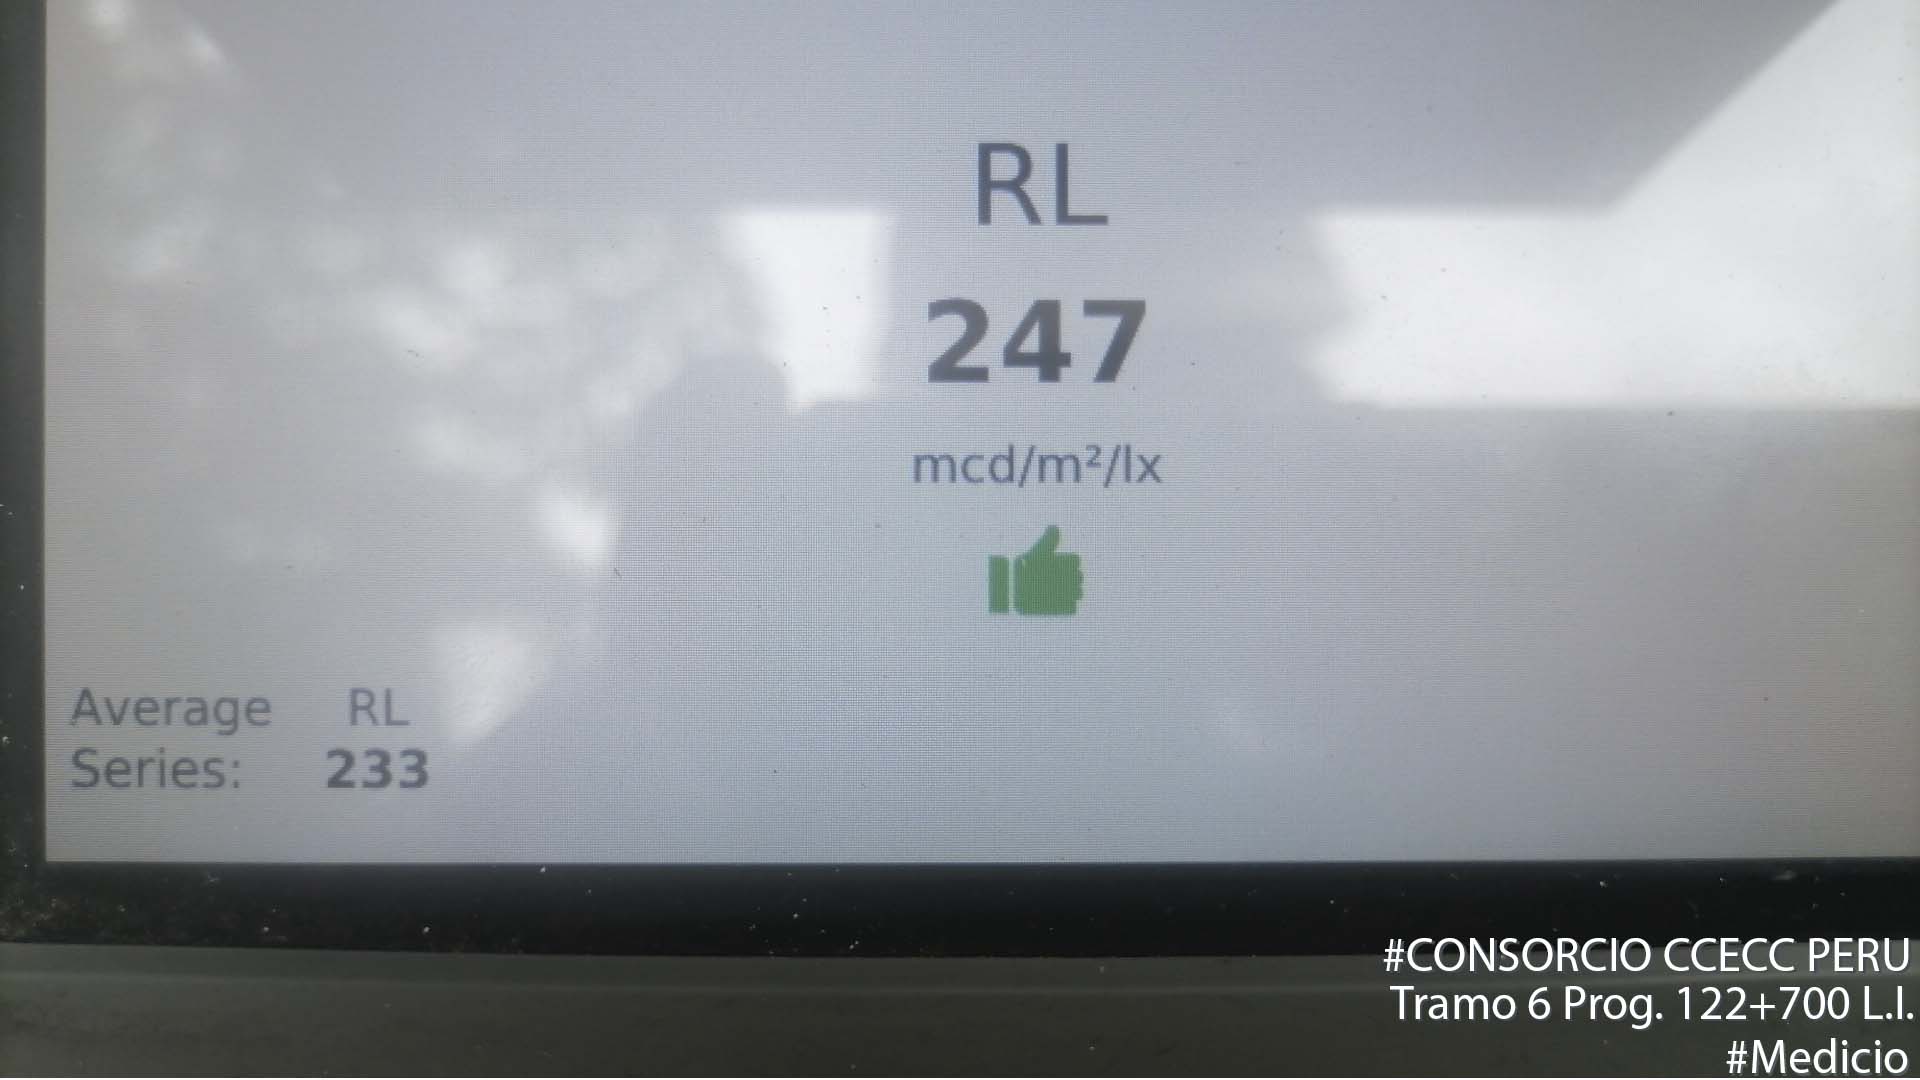 RL
247
mcd/m²/lx
Average RL
Series: 233
#CONSORCIO CCECC PERU
Tramo 6 Prog. 122+700 L.I.
#Medicio